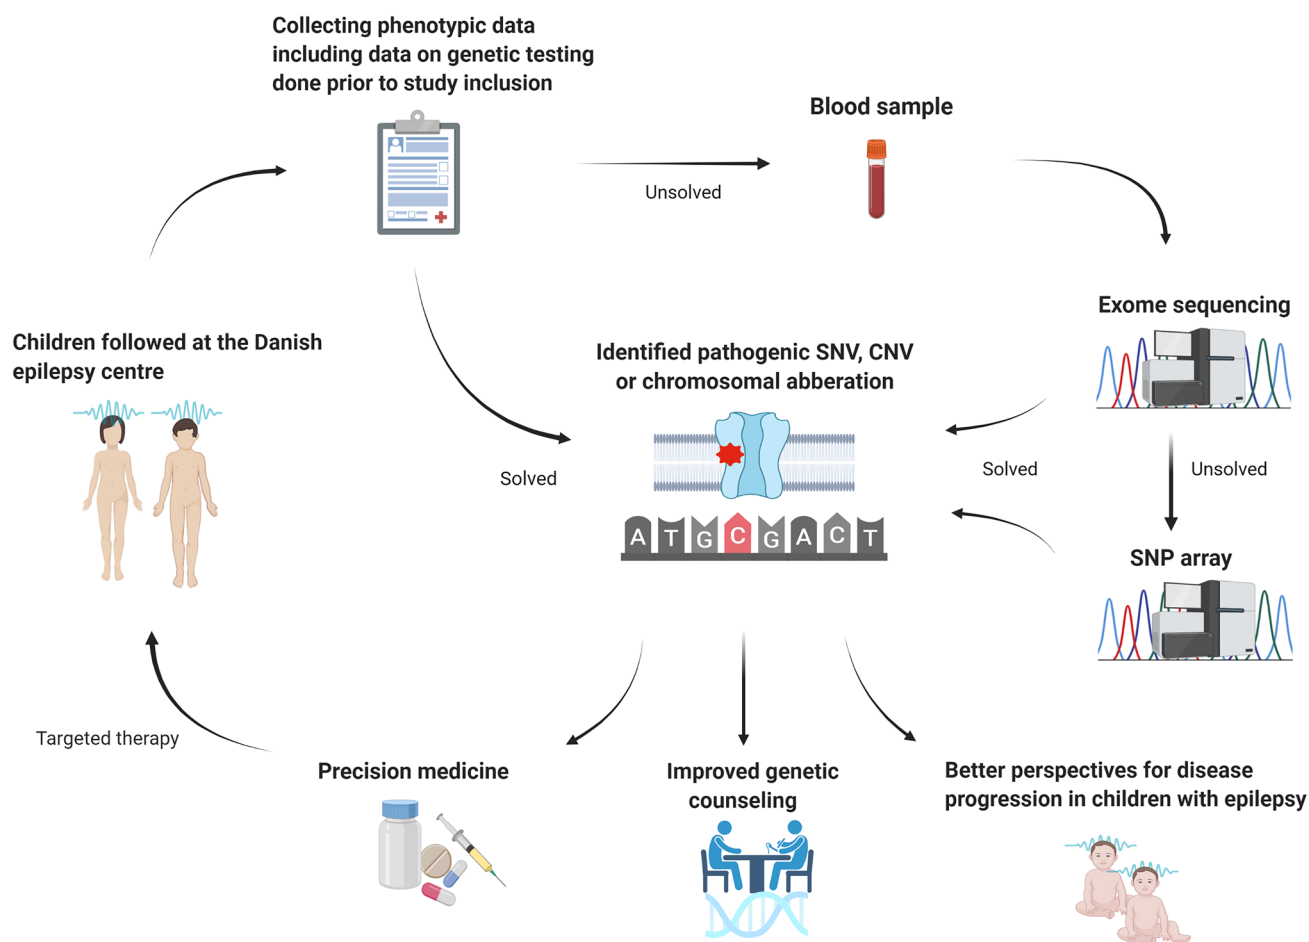 Collecting phenotypic data
including data on genetic testing
done prior to study inclusion
Blood sample
Unsolved
Exome sequencing
Children followed at the Danish
epilepsy centre
Identified pathogenic SNV, CNV
or chromosomal abberation
Solved
Solved
Unsolved
A T G C G A C T
SNP array
Targeted therapy
Precision medicine
Improved genetic
counseling
Better perspectives for disease
progression in children with epilepsy